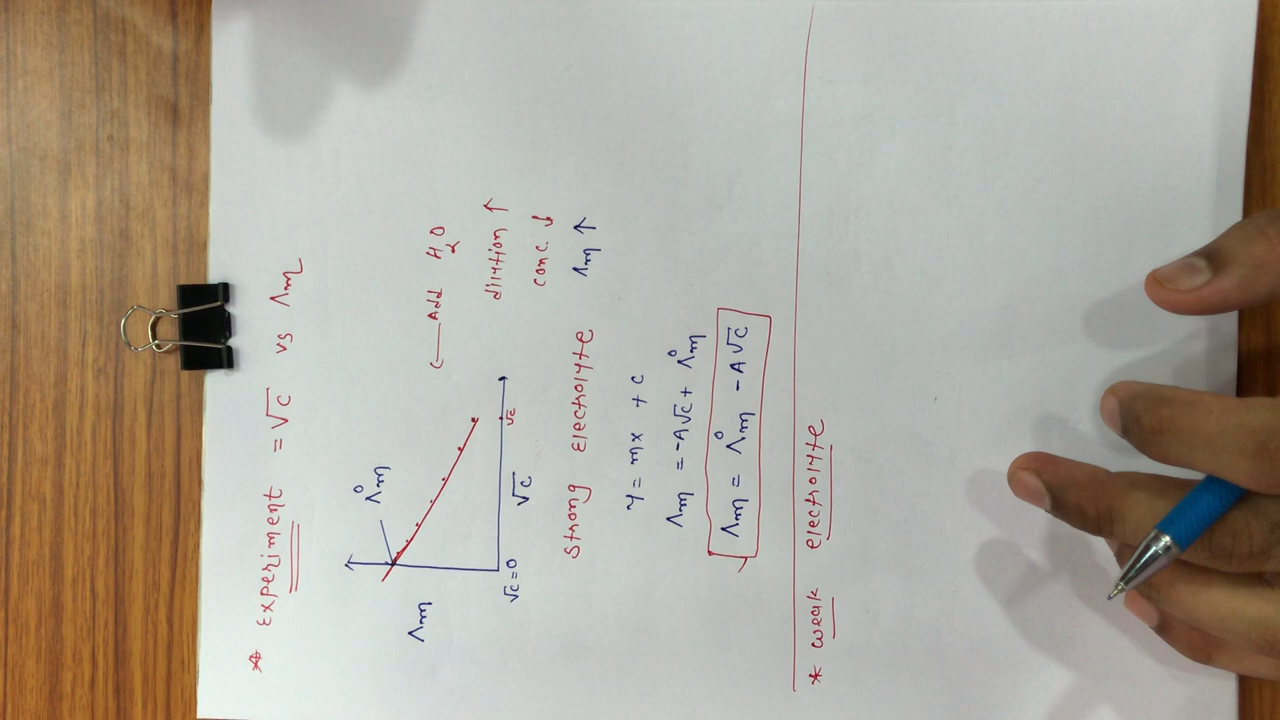 * Experiment = √c vs Λm
Λ°m
Λm
√c=0
√c
√c
← Add H₂O
dilution ↑
conc. ↓
Λm ↑
Strong Electrolyte
y = mx + c
Λm = -A√c + Λ°m
Λm = Λ°m - A√c
* weak electrolyte